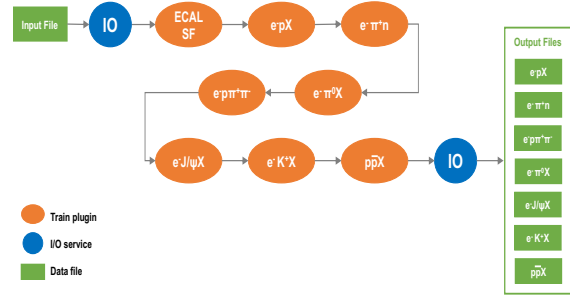 Input File
IO
ECAL
SF
e⁻pX
e⁻π⁺n
e⁻pπ⁺π⁻
e⁻π⁰X
e⁻J/ψX
e⁻K⁺X
pp̅X
IO
Output Files
e⁻pX
e⁻π⁺n
e⁻pπ⁺π⁻
e⁻π⁰X
e⁻J/ψX
e⁻K⁺X
pp̅X
Train plugin
I/O service
Data file